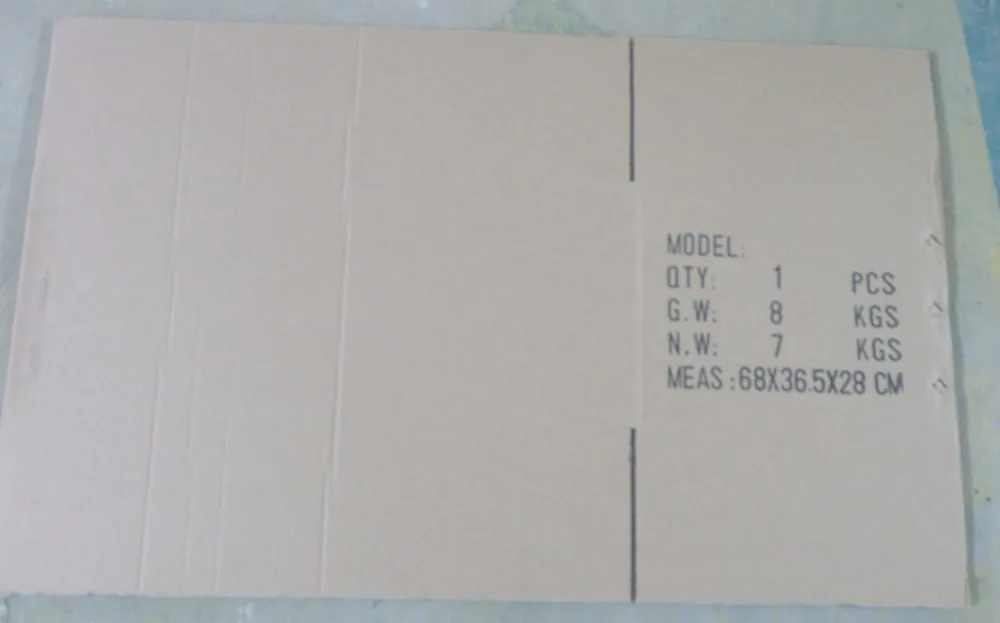 MODEL:
QTY: 1 PCS
G.W: 8 KGS
N.W: 7 KGS
MEAS:68X36.5X28 CM